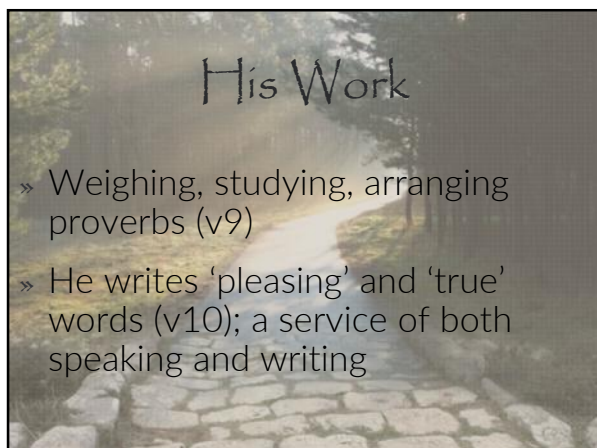 His Work
» Weighing, studying, arranging
proverbs (v9)
» He writes ‘pleasing’ and ‘true’
words (v10); a service of both
speaking and writing